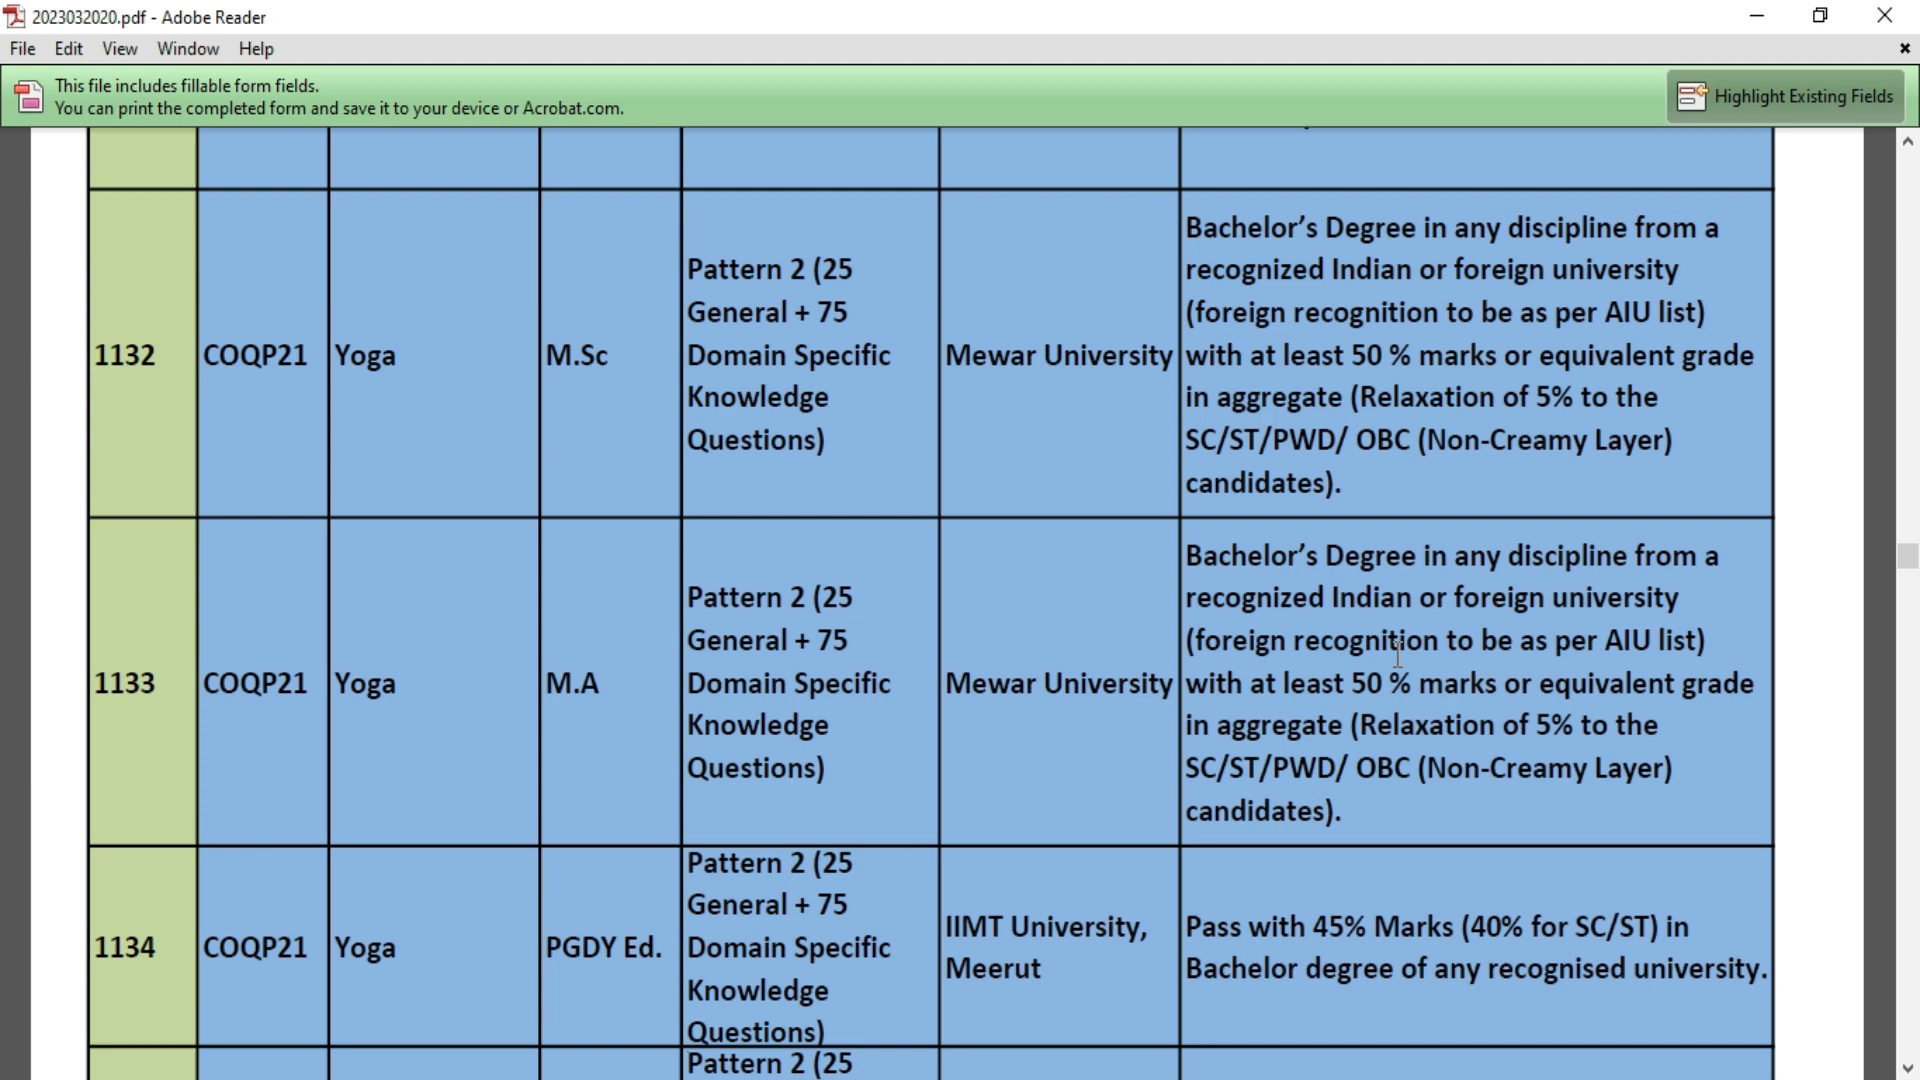 2023032020.pdf - Adobe Reader
File Edit View Window Help
This file includes fillable form fields.
You can print the completed form and save it to your device or Acrobat.com.
Highlight Existing Fields
1132
COQP21
Yoga
M.Sc
Pattern 2 (25
General + 75
Domain Specific
Knowledge
Questions)
Mewar University
Bachelor’s Degree in any discipline from a
recognized Indian or foreign university
(foreign recognition to be as per AIU list)
with at least 50 % marks or equivalent grade
in aggregate (Relaxation of 5% to the
SC/ST/PWD/ OBC (Non-Creamy Layer)
candidates).
1133
COQP21
Yoga
M.A
Pattern 2 (25
General + 75
Domain Specific
Knowledge
Questions)
Mewar University
Bachelor’s Degree in any discipline from a
recognized Indian or foreign university
(foreign recognition to be as per AIU list)
with at least 50 % marks or equivalent grade
in aggregate (Relaxation of 5% to the
SC/ST/PWD/ OBC (Non-Creamy Layer)
candidates).
1134
COQP21
Yoga
PGDY Ed.
Pattern 2 (25
General + 75
Domain Specific
Knowledge
Questions)
IIMT University,
Meerut
Pass with 45% Marks (40% for SC/ST) in
Bachelor degree of any recognised university.
Pattern 2 (25